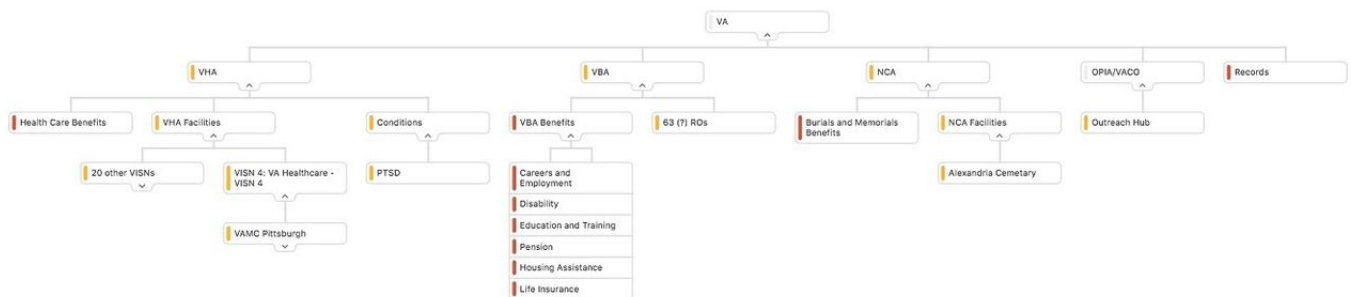 VA
VHA
VBA
NCA
OPIA/VACO
Records
Health Care Benefits
VHA Facilities
Conditions
VBA Benefits
63 (?) ROs
Burials and Memorials
Benefits
NCA Facilities
Outreach Hub
20 other VISNs
VISN 4: VA Healthcare -
VISN 4
PTSD
Careers and
Employment
Alexandria Cemetary
Disability
Education and Training
VAMC Pittsburgh
Pension
Housing Assistance
Life Insurance